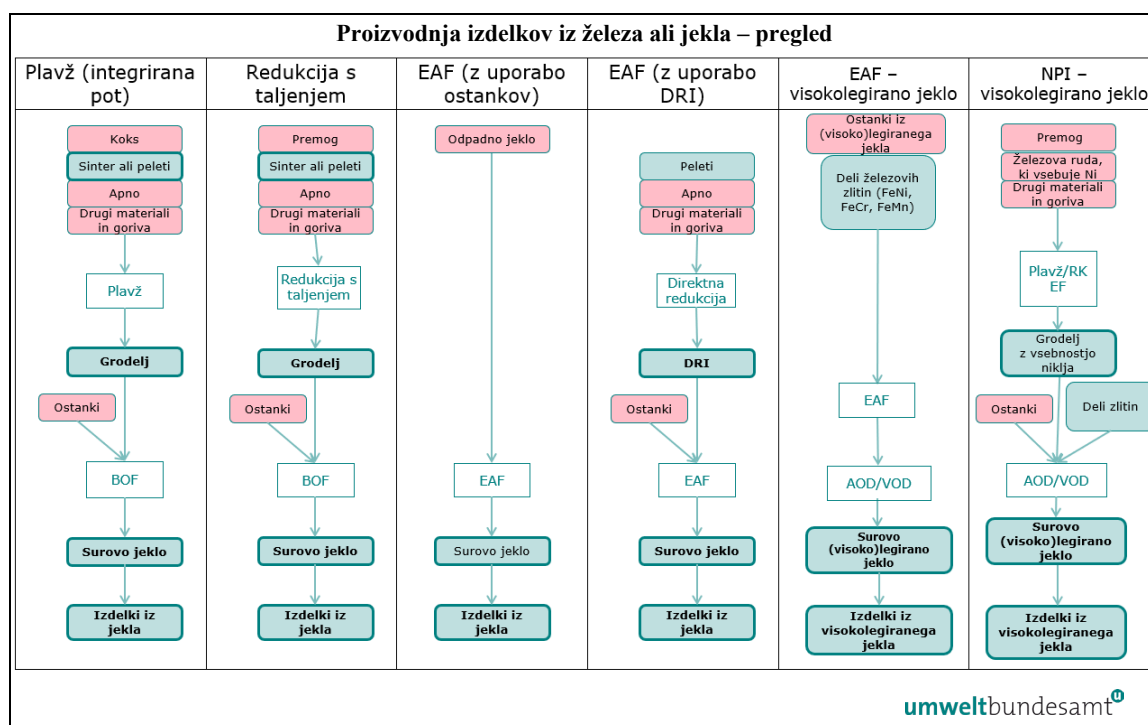 Proizvodnja izdelkov iz železa ali jekla – pregled
Plavž (integrirana
pot)
Koks
Sinter ali peleti
Apno
Drugi materiali
in goriva
Plavž
Grodelj
Ostanki
BOF
Surovo jeklo
Izdelki iz
jekla
Redukcija s
taljenjem
Premog
Sinter ali peleti
Apno
Drugi materiali
in goriva
Redukcija s
taljenjem
Grodelj
Ostanki
BOF
Surovo jeklo
Izdelki iz
jekla
EAF (z uporabo
ostankov)
Odpadno jeklo
EAF
Surovo jeklo
Izdelki iz
jekla
EAF (z uporabo
DRI)
Peleti
Apno
Drugi materiali
in goriva
Direktna
redukcija
DRI
Ostanki
EAF
Surovo jeklo
Izdelki iz
jekla
EAF –
visokolegirano jeklo
Ostanki iz
(visoko)legiranega
jekla
Deli železovih
zlitin (FeNi,
FeCr, FeMn)
EAF
AOD/VOD
Surovo
(visoko)legirano
jeklo
Izdelki iz
visokolegiranega
jekla
NPI –
visokolegirano jeklo
Premog
Železova ruda,
ki vsebuje Ni
Drugi materiali
in goriva
Plavž/RK
EF
Grodelj
z vsebnostjo
niklja
Ostanki
Deli zlitin
AOD/VOD
Surovo
(visoko)legirano
jeklo
Izdelki iz
visokolegiranega
jekla
umweltbundesamt u